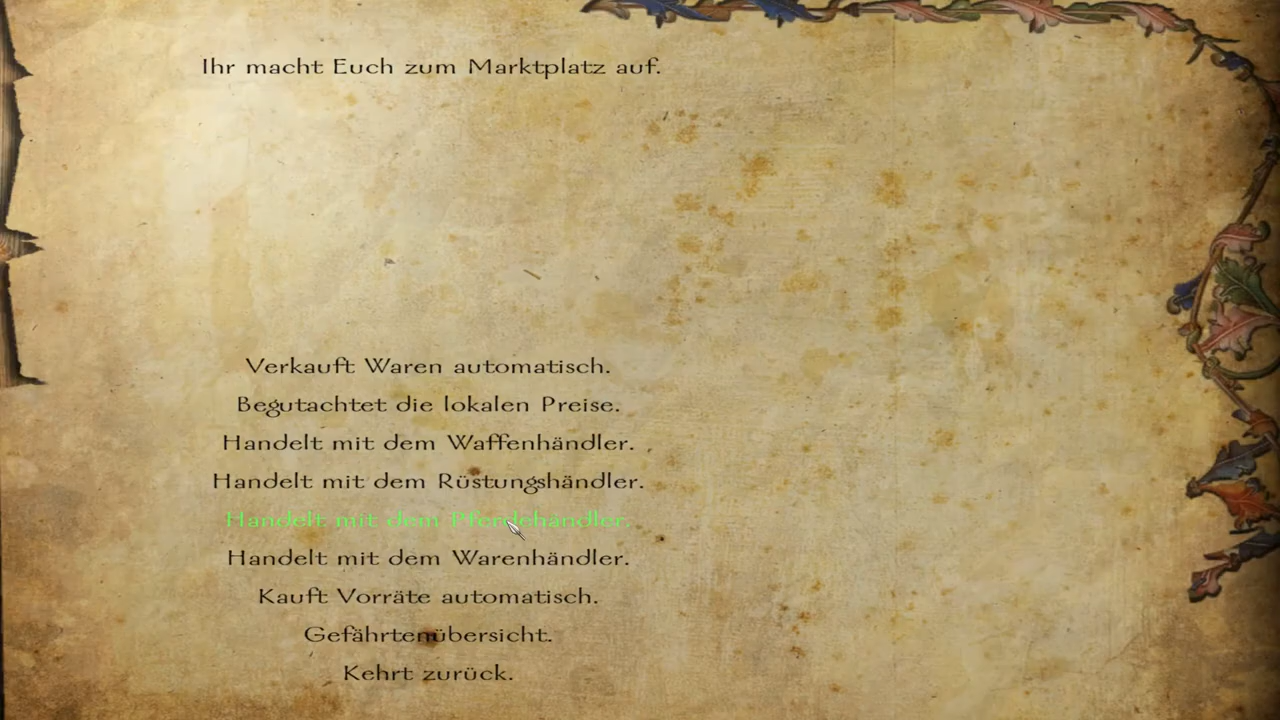 Ihr macht Euch zum Marktplatz auf.
Verkauft Waren automatisch.
Begutachtet die lokalen Preise.
Handelt mit dem Waffenhändler.
Handelt mit dem Rüstungshändler.
Handelt mit dem Pferdehändler.
Handelt mit dem Warenhändler.
Kauft Vorräte automatisch.
Gefährtenübersicht.
Kehrt zurück.